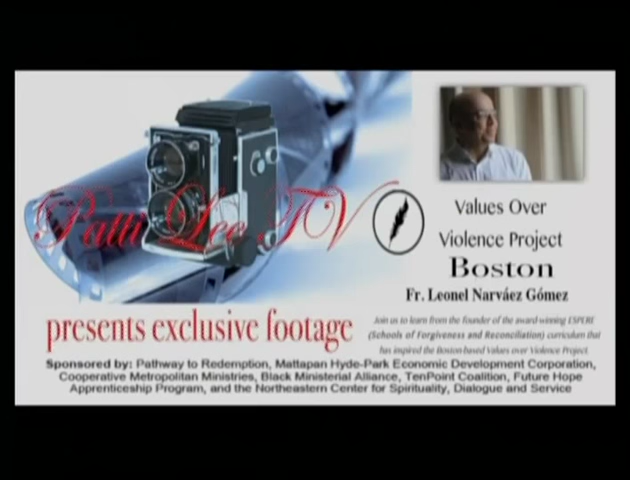 Patti Lee TV
presents exclusive footage
Values Over
Violence Project
Boston
Fr. Leonel Narváez Gómez
Join us to learn from the founder of the award-winning ESPERE
(Schools of Forgiveness and Reconciliation) curriculum that
has inspired the Boston-based Values over Violence Project.
Sponsored by: Pathway to Redemption, Mattapan Hyde-Park Economic Development Corporation,
Cooperative Metropolitan Ministries, Black Ministerial Alliance, TenPoint Coalition, Future Hope
Apprenticeship Program, and the Northeastern Center for Spirituality, Dialogue and Service